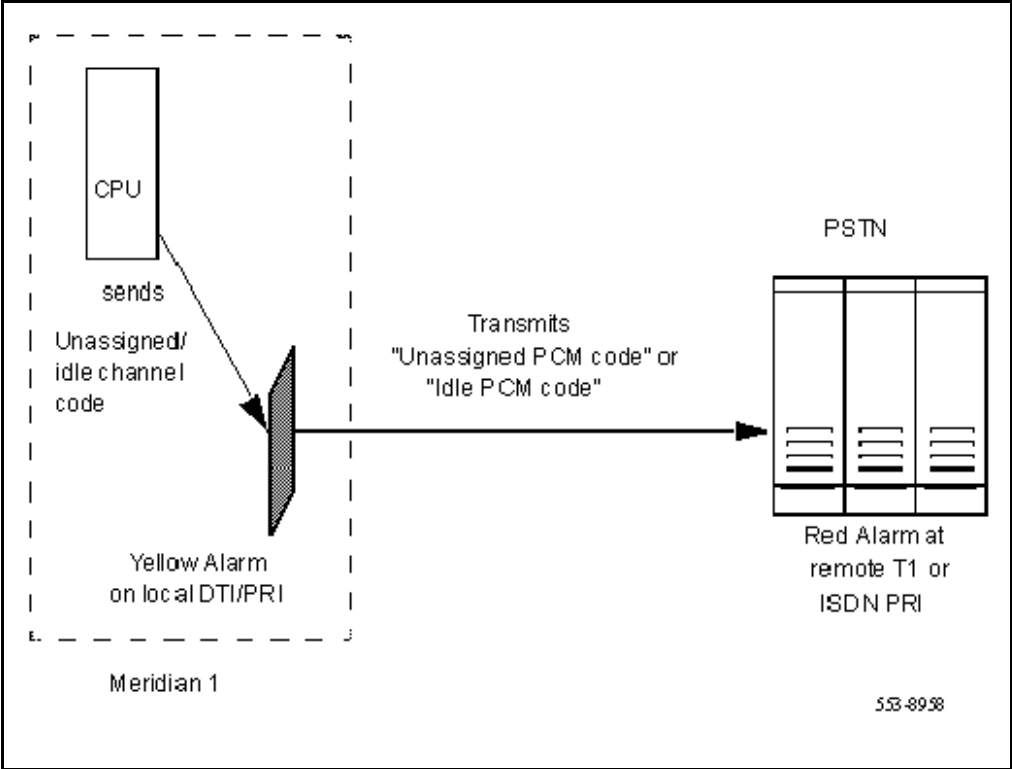 CPU
sends
Unassigned/
idle channel
code
Yellow Alarm
on local DTI/PRI
Meridian 1
Transmits
"Unassigned PCM code" or
"Idle PCM code"
PSTN
Red Alarm at
remote T1 or
ISDN PRI
553-8958